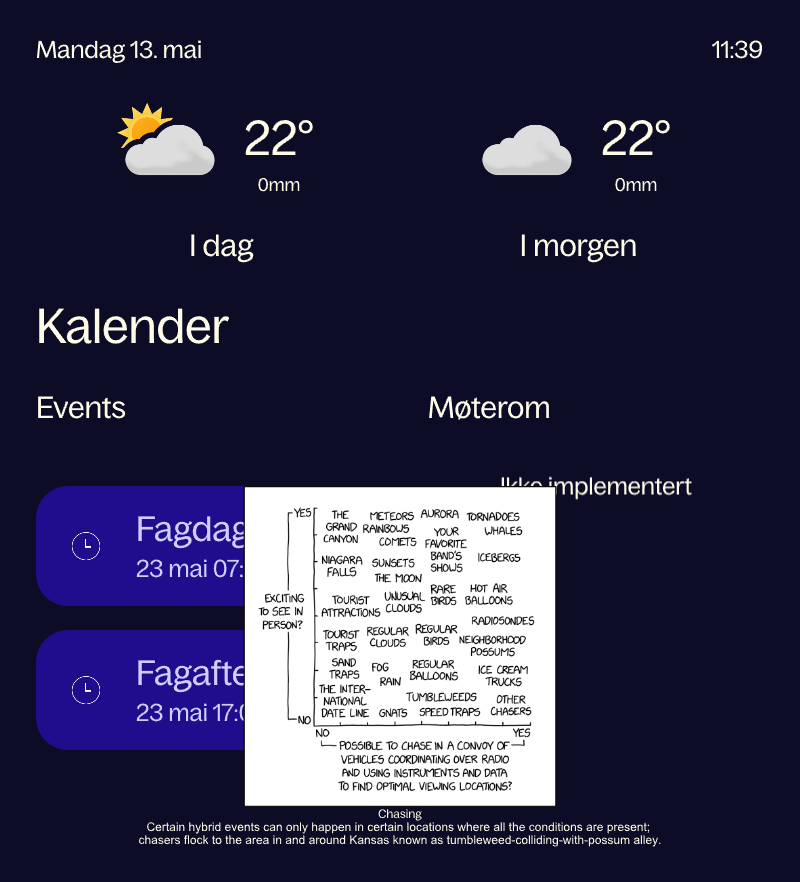 Mandag 13. mai
11:39
22°
0mm
I dag
22°
0mm
I morgen
Kalender
Events
Møterom
Ikke implementert
Fagdag
23 mai 07:
Fagafte
23 mai 17:0
YES
THE GRAND CANYON
METEORS
RAINBOWS
COMETS
AURORA
TORNADOES
YOUR FAVORITE BAND'S SHOWS
WHALES
NIAGARA FALLS
SUNSETS
THE MOON
ICEBERGS
EXCITING
TO SEE IN
PERSON?
TOURIST ATTRACTIONS
UNUSUAL CLOUDS
RARE BIRDS
HOT AIR BALLOONS
RADIOSONDES
TOURIST TRAPS
REGULAR CLOUDS
REGULAR BIRDS
NEIGHBORHOOD POSSUMS
SAND TRAPS
FOG
RAIN
REGULAR BALLOONS
ICE CREAM TRUCKS
THE INTER-
NATIONAL
DATE LINE
GNATS
TUMBLEWEEDS
SPEED TRAPS
OTHER CHASERS
NO
NO
YES
POSSIBLE TO CHASE IN A CONVOY OF
VEHICLES COORDINATING OVER RADIO
AND USING INSTRUMENTS AND DATA
TO FIND OPTIMAL VIEWING LOCATIONS?
Chasing
Certain hybrid events can only happen in certain locations where all the conditions are present;
chasers flock to the area in and around Kansas known as tumbleweed-colliding-with-possum alley.